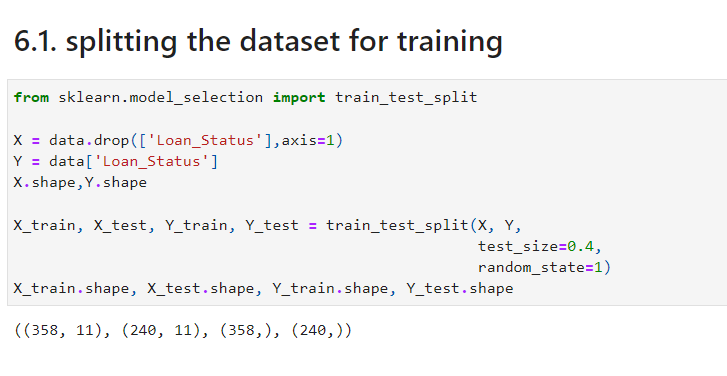 6.1. splitting the dataset for training
from sklearn.model_selection import train_test_split
X = data.drop(['Loan_Status'],axis=1)
Y = data['Loan_Status']
X.shape,Y.shape
X_train, X_test, Y_train, Y_test = train_test_split(X, Y,
test_size=0.4,
random_state=1)
X_train.shape, X_test.shape, Y_train.shape, Y_test.shape
((358, 11), (240, 11), (358,), (240,))